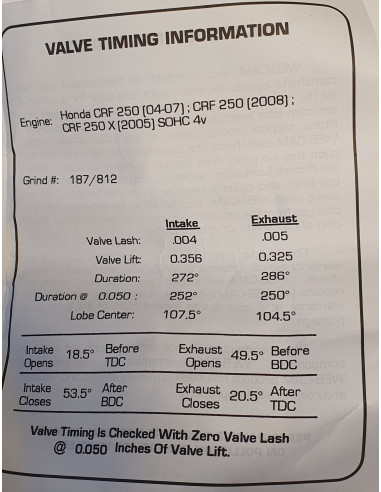 VALVE TIMING INFORMATION
Engine: Honda CRF 250 (04-07) ; CRF 250 (2008) ;
CRF 250 X (2005) SOHC 4v
Grind #: 187/812
Intake Exhaust
Valve Lash: .004 .005
Valve Lift: 0.356 0.325
Duration: 272° 286°
Duration @ 0.050 : 252° 250°
Lobe Center: 107.5° 104.5°
Intake Opens 18.5° Before TDC Exhaust Opens 49.5° Before BDC
Intake Closes 53.5° After BDC Exhaust Closes 20.5° After TDC
Valve Timing Is Checked With Zero Valve Lash
@ 0.050 Inches Of Valve Lift.